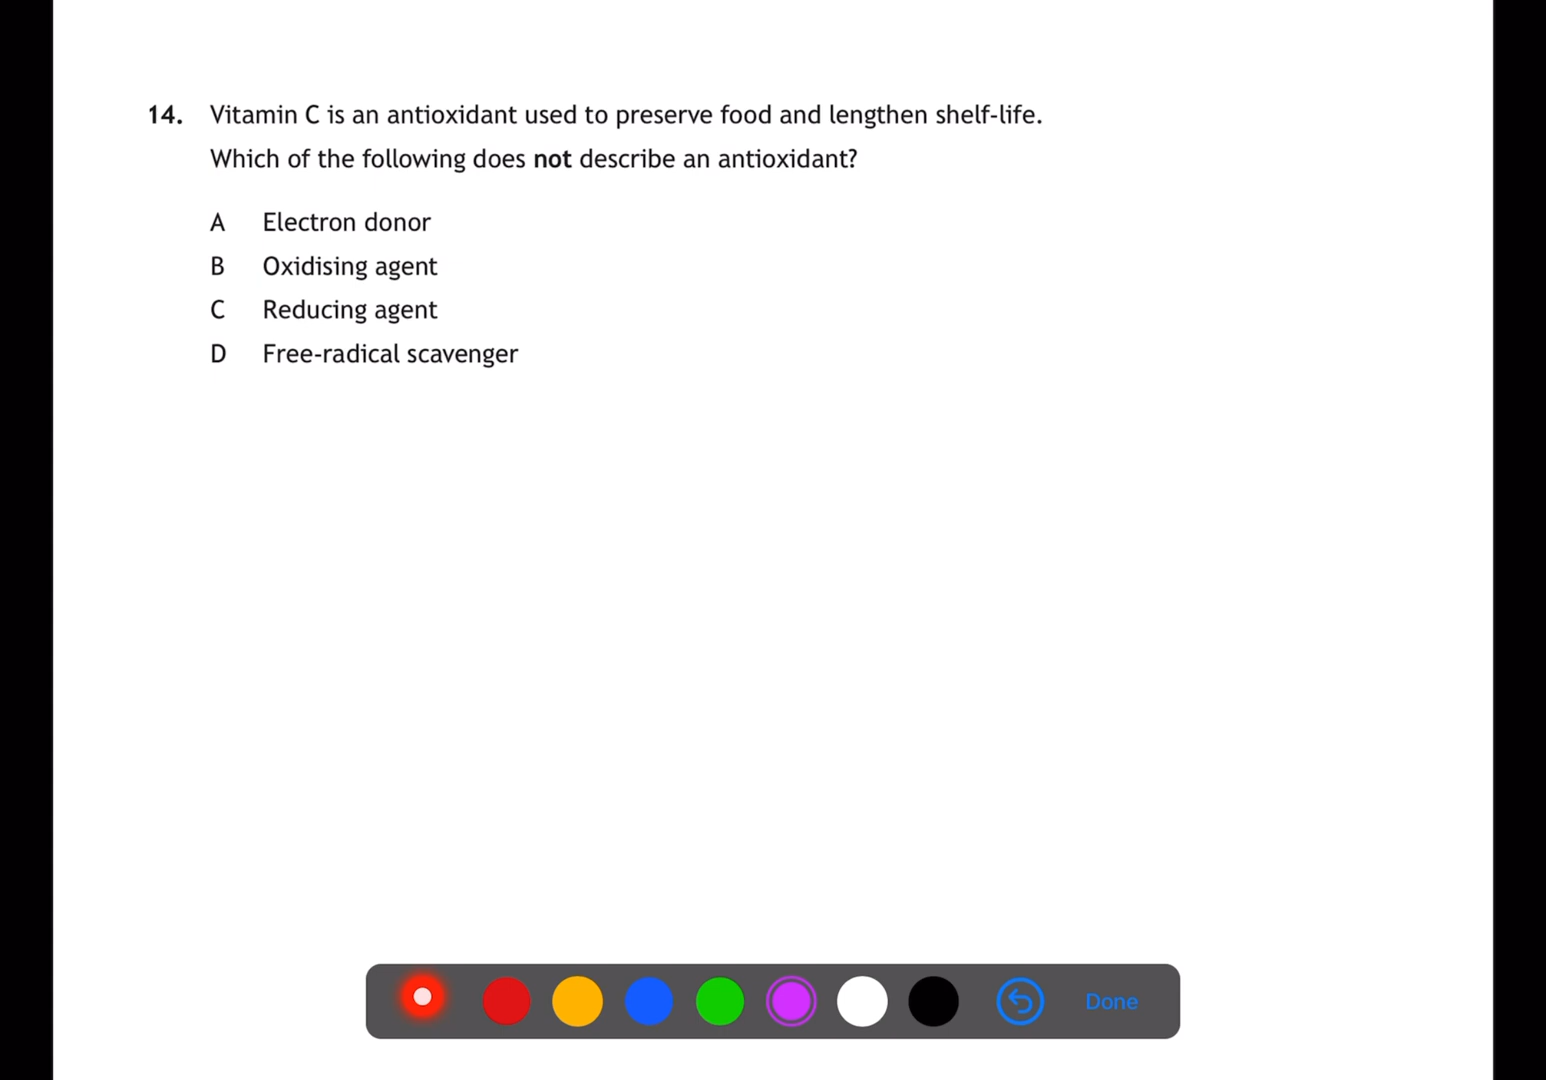 14. Vitamin C is an antioxidant used to preserve food and lengthen shelf-life.
Which of the following does not describe an antioxidant?
A Electron donor
B Oxidising agent
C Reducing agent
D Free-radical scavenger
Done